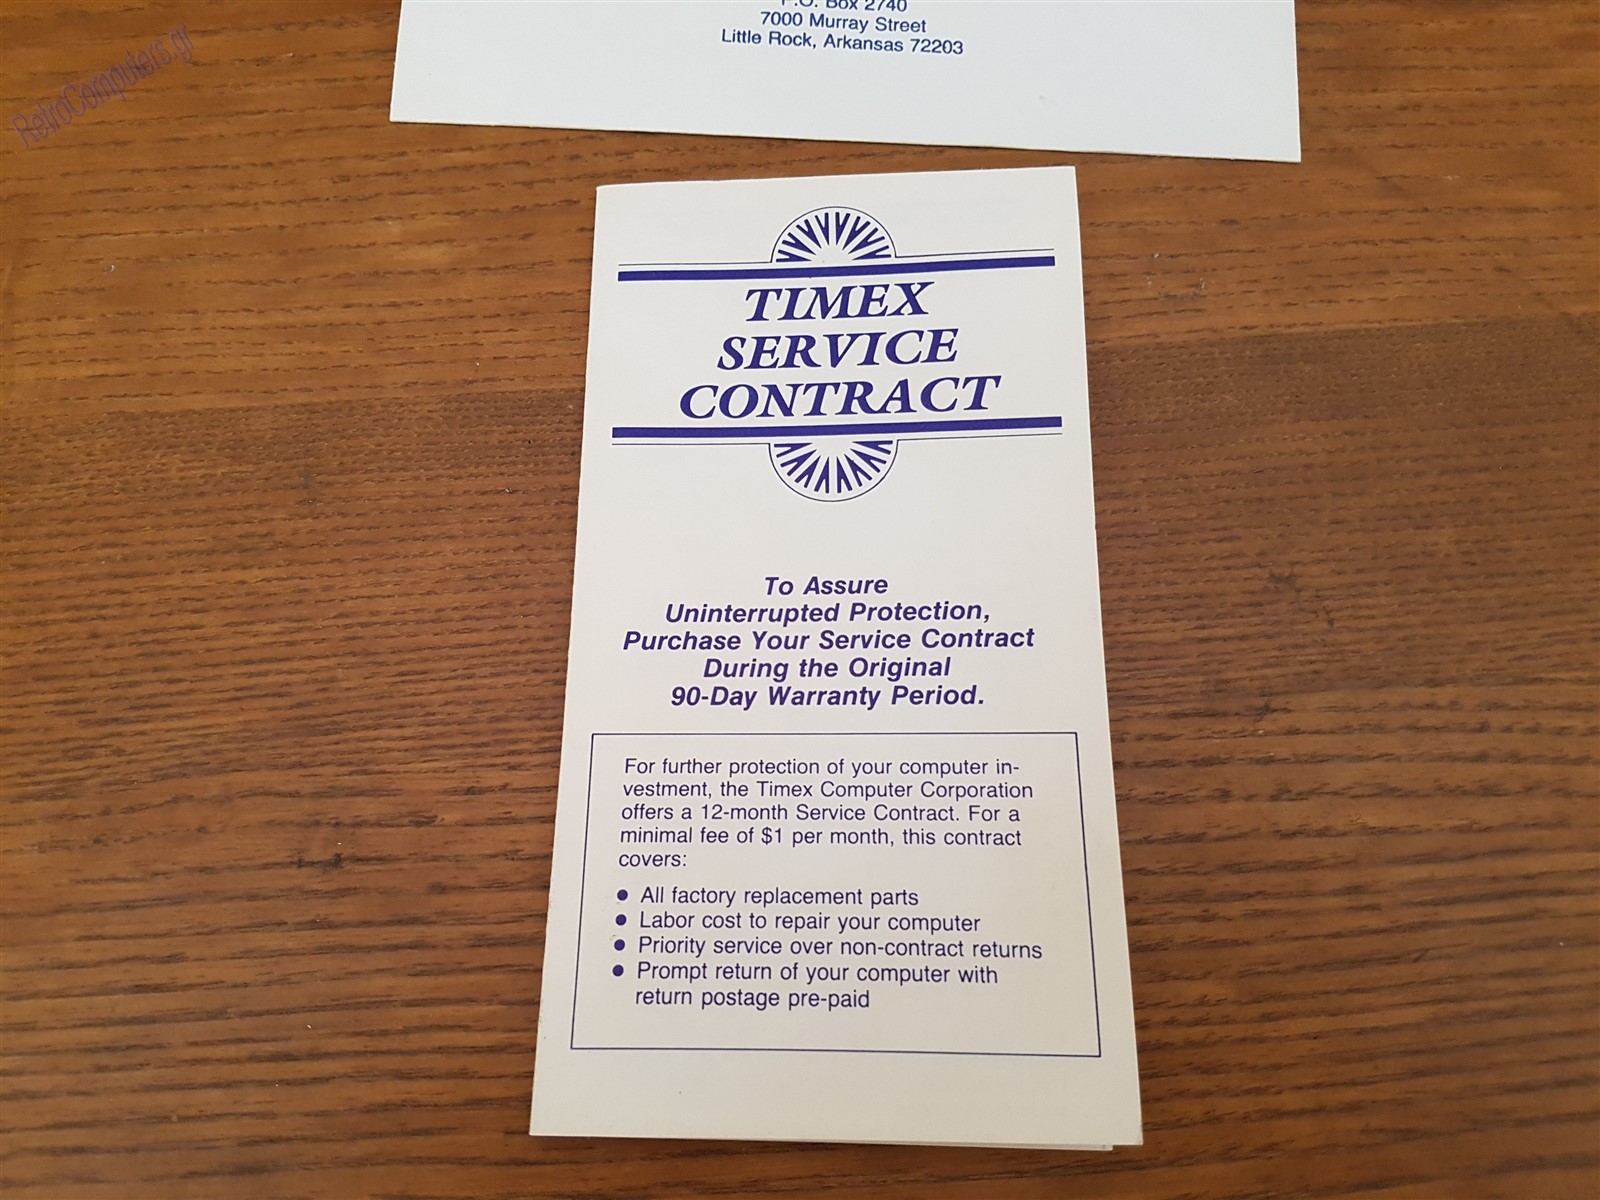 RetroComputers.gr
P.O. Box 2740
7000 Murray Street
Little Rock, Arkansas 72203
TIMEX
SERVICE
CONTRACT
To Assure
Uninterrupted Protection,
Purchase Your Service Contract
During the Original
90-Day Warranty Period.
For further protection of your computer in-
vestment, the Timex Computer Corporation
offers a 12-month Service Contract. For a
minimal fee of $1 per month, this contract
covers:
● All factory replacement parts
● Labor cost to repair your computer
● Priority service over non-contract returns
● Prompt return of your computer with
return postage pre-paid